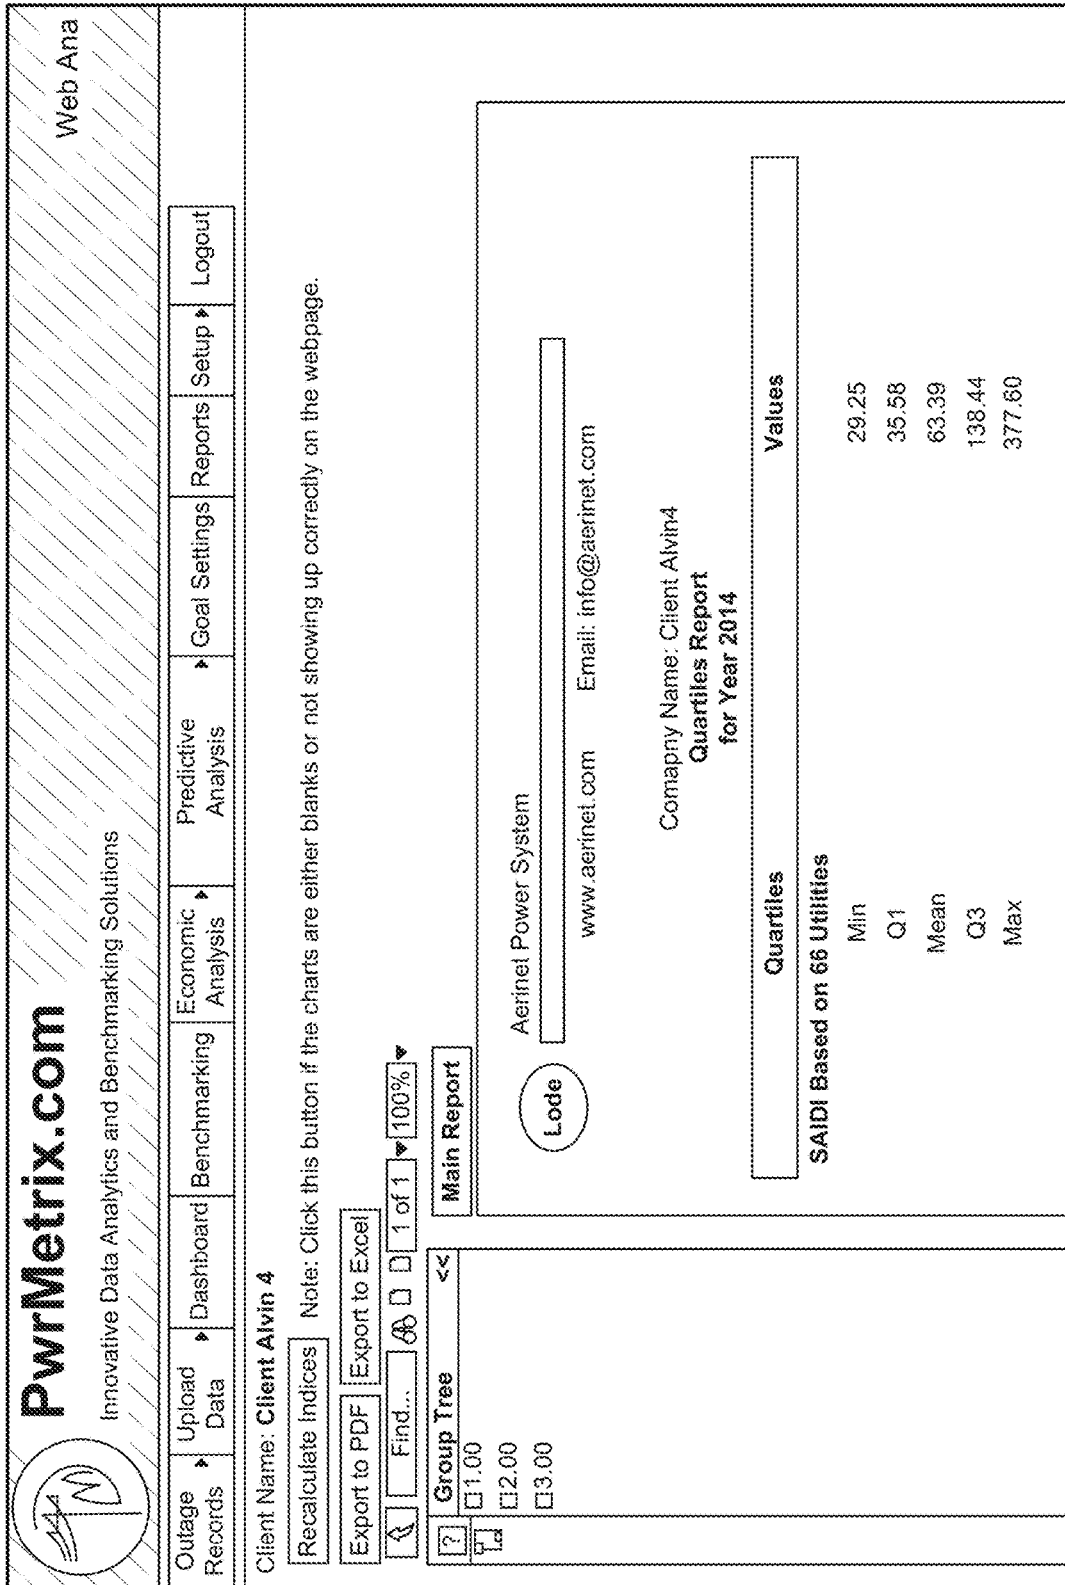 PwrMetrix.com
Web Ana
Innovative Data Analytics and Benchmarking Solutions
Outage Records
Upload Data
Dashboard
Benchmarking
Economic Analysis
Predictive Analysis
Goal Settings
Reports
Setup
Logout
Client Name: Client Alvin 4
Recalculate Indices Note: Click this button if the charts are either blanks or not showing up correctly on the webpage.
Export to PDF Export to Excel
Find... 1 of 1 100%
Group Tree <<
?
1.00
2.00
3.00
Main Report
Lode
Aerinet Power System
www.aerinet.com Email: info@aerinet.com
Comapny Name: Client Alvin4
Quartiles Report
for Year 2014
Quartiles Values
SAIDI Based on 66 Utilities
Min 29.25
Q1 35.58
Mean 63.39
Q3 138.44
Max 377.60